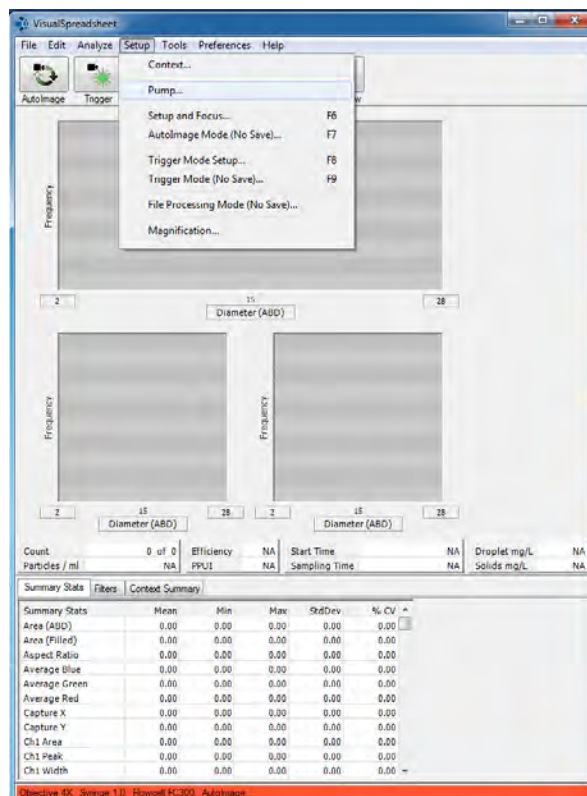 VisualSpreadsheet
File Edit Analyze Setup Tools Preferences Help
AutoImage Trigger
Context...
Pump...
Setup and Focus... F6
AutoImage Mode (No Save)... F7
Trigger Mode Setup... F8
Trigger Mode (No Save)... F9
File Processing Mode (No Save)...
Magnification...
Frequency
2 15 28
Diameter (ABD)
Frequency
2 15 28
Diameter (ABD)
Frequency
2 15 28
Diameter (ABD)
Count 0 of 0 Efficiency NA Start Time NA Droplet mg/L NA
Particles / ml NA PPUI NA Sampling Time NA Solids mg/L NA
Summary Stats Filters Context Summary
Summary Stats Mean Min Max StdDev % CV
Area (ABD) 0.00 0.00 0.00 0.00 0.00
Area (Filled) 0.00 0.00 0.00 0.00 0.00
Aspect Ratio 0.00 0.00 0.00 0.00 0.00
Average Blue 0.00 0.00 0.00 0.00 0.00
Average Green 0.00 0.00 0.00 0.00 0.00
Average Red 0.00 0.00 0.00 0.00 0.00
Capture X 0.00 0.00 0.00 0.00 0.00
Capture Y 0.00 0.00 0.00 0.00 0.00
Ch1 Area 0.00 0.00 0.00 0.00 0.00
Ch1 Peak 0.00 0.00 0.00 0.00 0.00
Ch1 Width 0.00 0.00 0.00 0.00 0.00
Objective 4X Syringe 1.0 Flowcell FC300 AutoImage